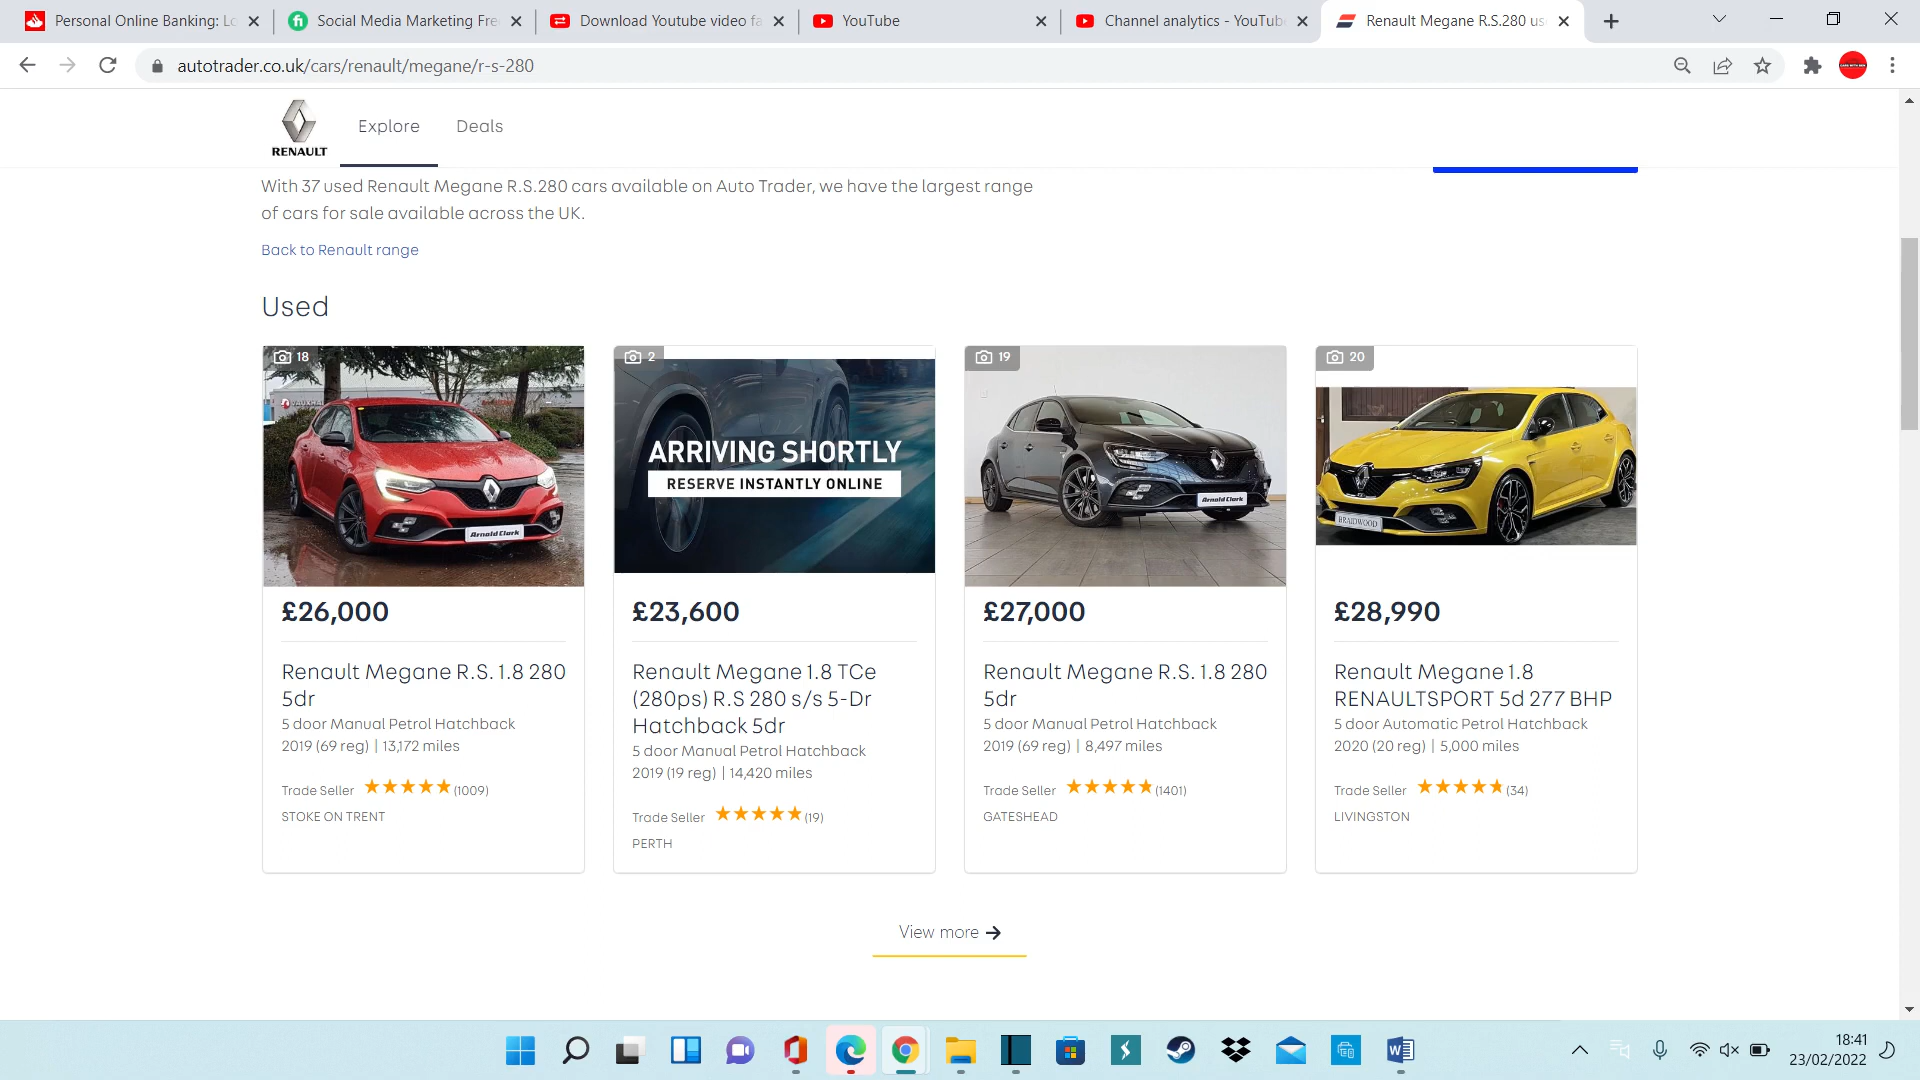 Personal Online Banking: Lo
Social Media Marketing Fre
Download Youtube video fa
YouTube
Channel analytics - YouTube
Renault Megane R.S.280 us
autotrader.co.uk/cars/renault/megane/r-s-280
RENAULT
Explore
Deals
With 37 used Renault Megane R.S.280 cars available on Auto Trader, we have the largest range
of cars for sale available across the UK.
Back to Renault range
Used
18
Arnold Clark
£26,000
Renault Megane R.S. 1.8 280
5dr
5 door Manual Petrol Hatchback
2019 (69 reg) | 13,172 miles
Trade Seller (1009)
STOKE ON TRENT
2
ARRIVING SHORTLY
RESERVE INSTANTLY ONLINE
£23,600
Renault Megane 1.8 TCe
(280ps) R.S 280 s/s 5-Dr
Hatchback 5dr
5 door Manual Petrol Hatchback
2019 (19 reg) | 14,420 miles
Trade Seller (19)
PERTH
19
Arnold Clark
£27,000
Renault Megane R.S. 1.8 280
5dr
5 door Manual Petrol Hatchback
2019 (69 reg) | 8,497 miles
Trade Seller (1401)
GATESHEAD
20
BRAIDWOOD
£28,990
Renault Megane 1.8
RENAULTSPORT 5d 277 BHP
5 door Automatic Petrol Hatchback
2020 (20 reg) | 5,000 miles
Trade Seller (34)
LIVINGSTON
View more
18:41
23/02/2022